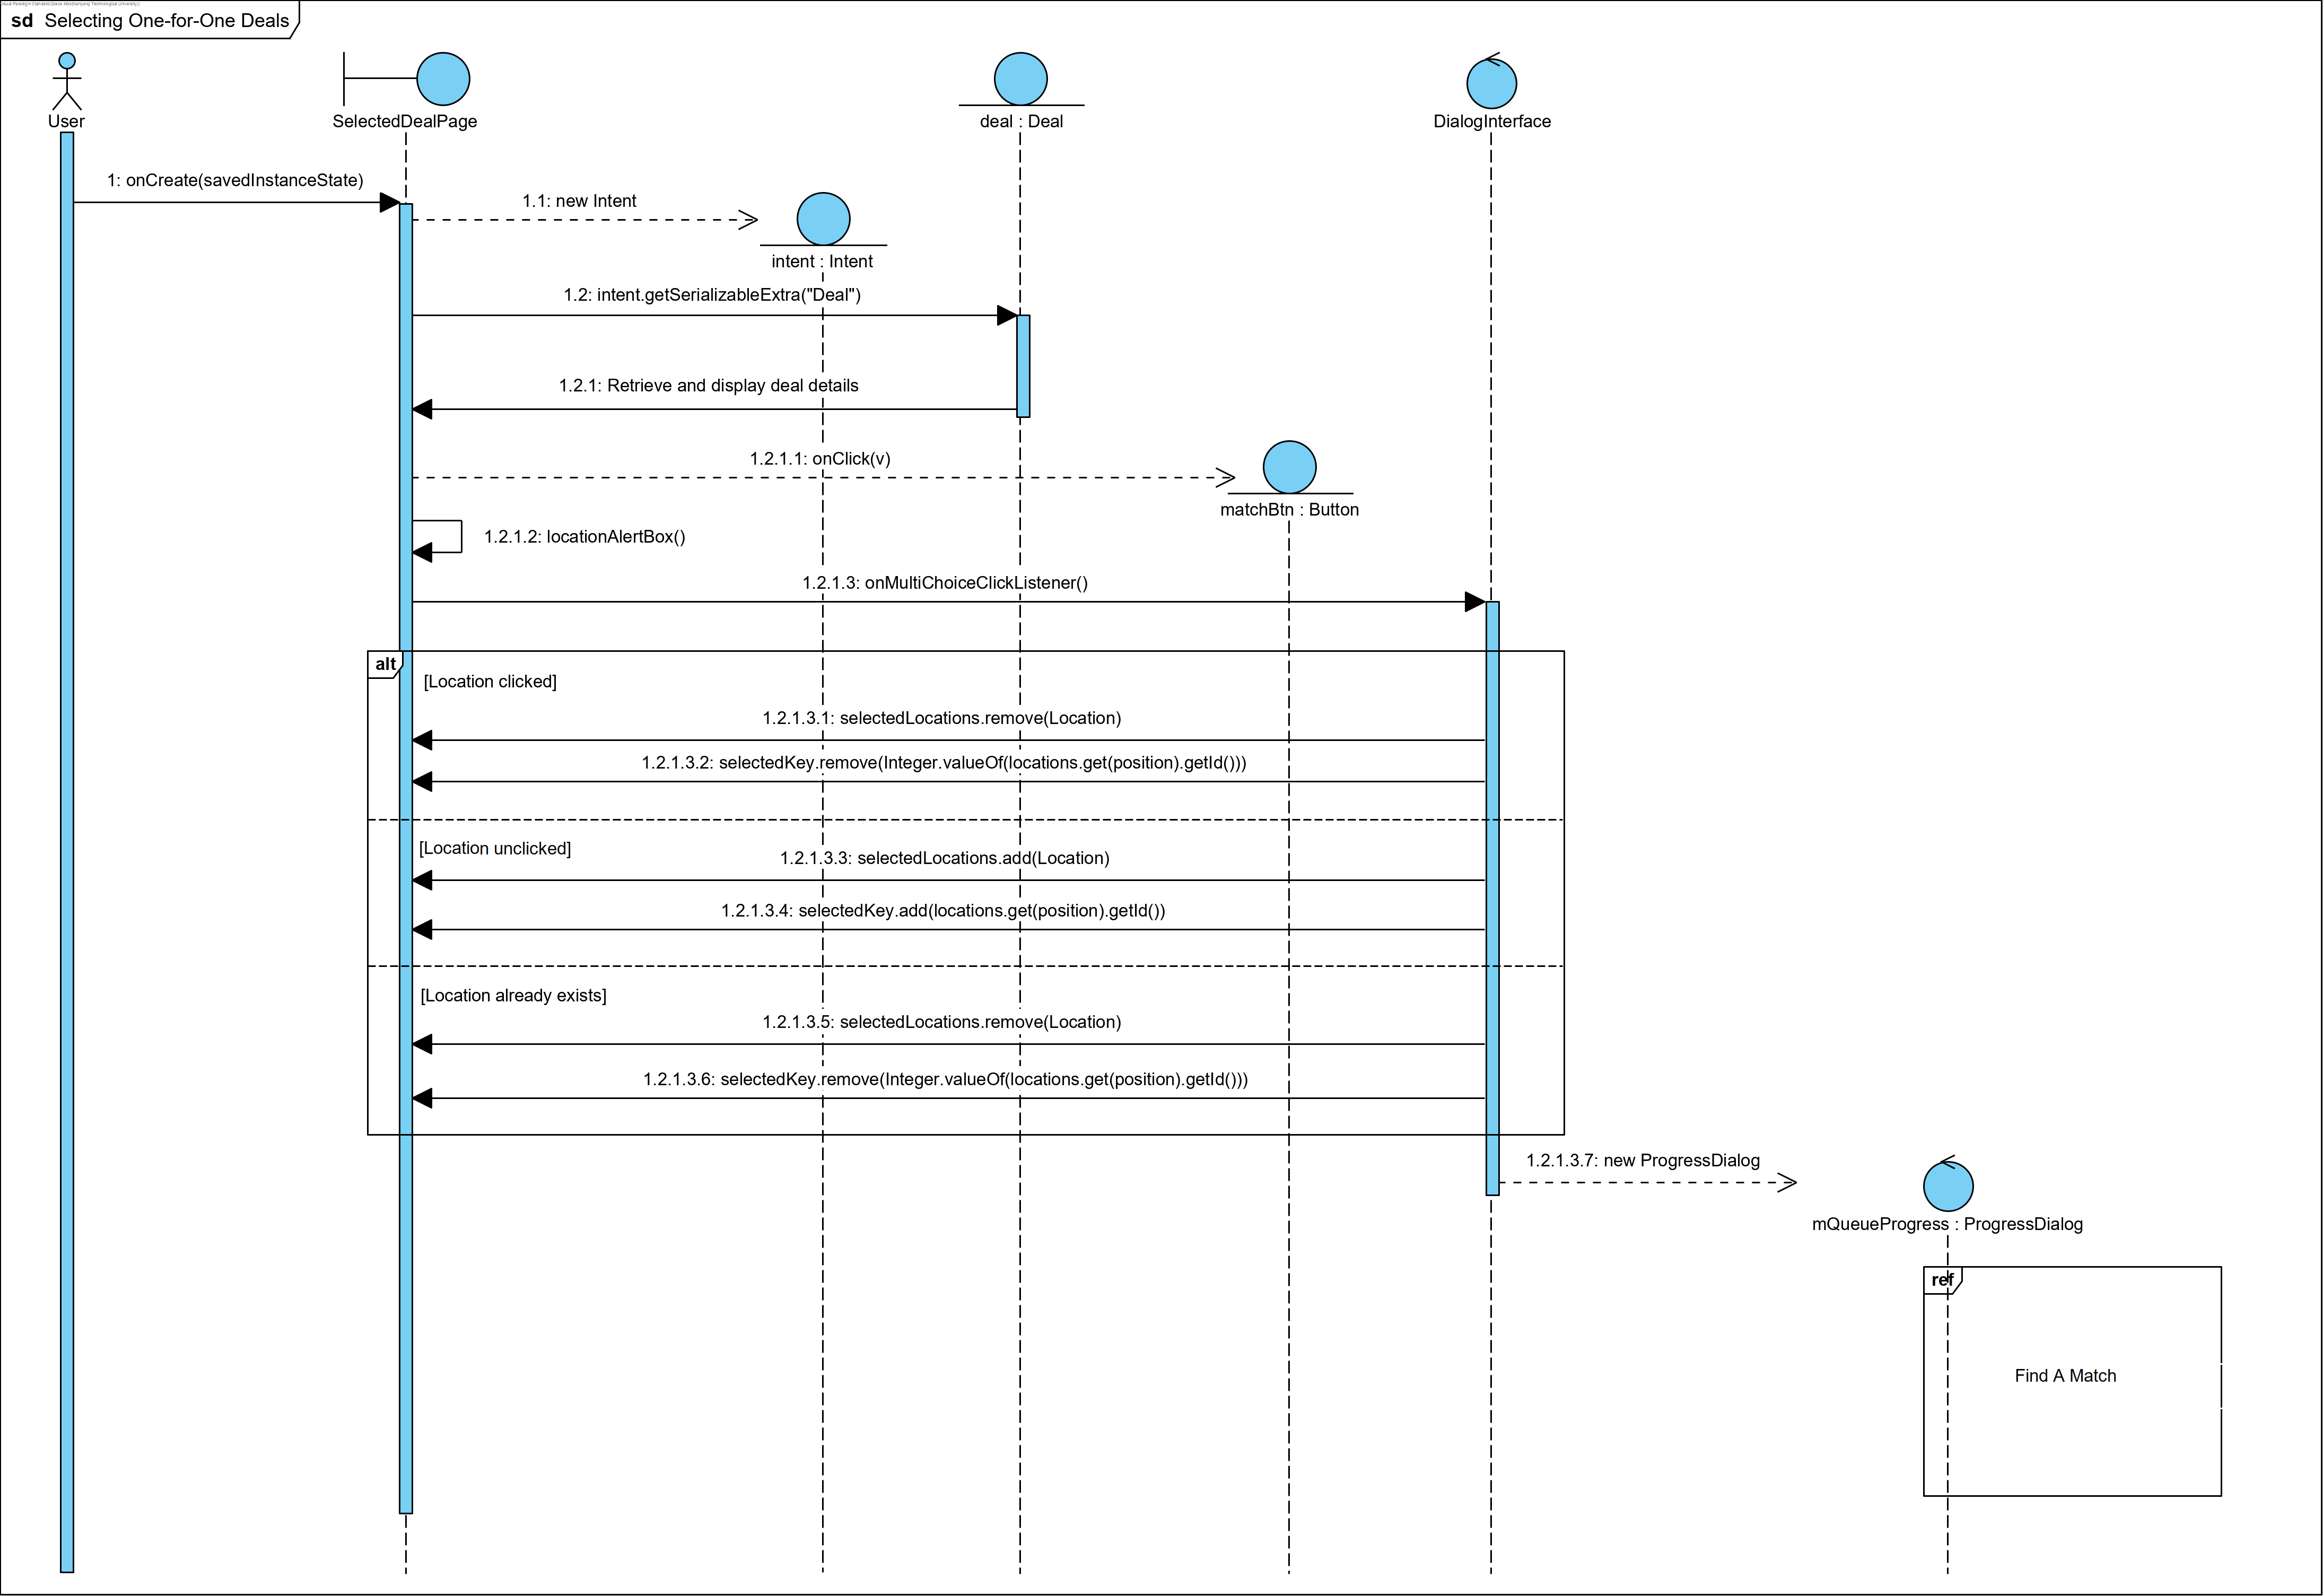 Visual Paradigm Standard
sd Selecting One-for-One Deals
User
SelectedDealPage
deal : Deal
DialogInterface
1: onCreate(savedInstanceState)
1.1: new Intent
intent : Intent
1.2: intent.getSerializableExtra("Deal")
1.2.1: Retrieve and display deal details
1.2.1.1: onClick(v)
matchBtn : Button
1.2.1.2: locationAlertBox()
1.2.1.3: onMultiChoiceClickListener()
alt
[Location clicked]
1.2.1.3.1: selectedLocations.remove(Location)
1.2.1.3.2: selectedKey.remove(Integer.valueOf(locations.get(position).getId()))
[Location unclicked]
1.2.1.3.3: selectedLocations.add(Location)
1.2.1.3.4: selectedKey.add(locations.get(position).getId())
[Location already exists]
1.2.1.3.5: selectedLocations.remove(Location)
1.2.1.3.6: selectedKey.remove(Integer.valueOf(locations.get(position).getId()))
1.2.1.3.7: new ProgressDialog
mQueueProgress : ProgressDialog
ref
Find A Match